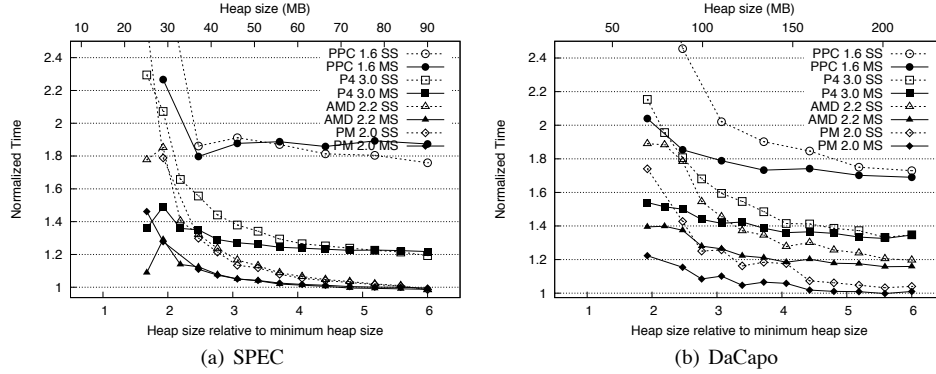 Heap size (MB)
10 20 30 40 50 60 70 80 90
PPC 1.6 SS
PPC 1.6 MS
P4 3.0 SS
P4 3.0 MS
AMD 2.2 SS
AMD 2.2 MS
PM 2.0 SS
PM 2.0 MS
Normalized Time
2.4
2.2
2
1.8
1.6
1.4
1.2
1
1 2 3 4 5 6
Heap size relative to minimum heap size
(a) SPEC
Heap size (MB)
50 100 150 200
PPC 1.6 SS
PPC 1.6 MS
P4 3.0 SS
P4 3.0 MS
AMD 2.2 SS
AMD 2.2 MS
PM 2.0 SS
PM 2.0 MS
Normalized Time
2.4
2.2
2
1.8
1.6
1.4
1.2
1
1 2 3 4 5 6
Heap size relative to minimum heap size
(b) DaCapo